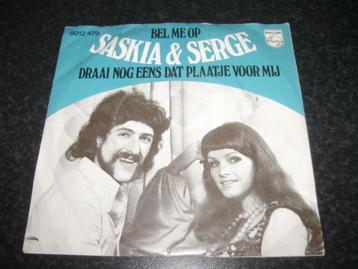 BEL ME OP
6012 479
SASKIA & SERGE
PHILIPS
DRAAI NOG EENS DAT PLAATJE VOOR MIJ